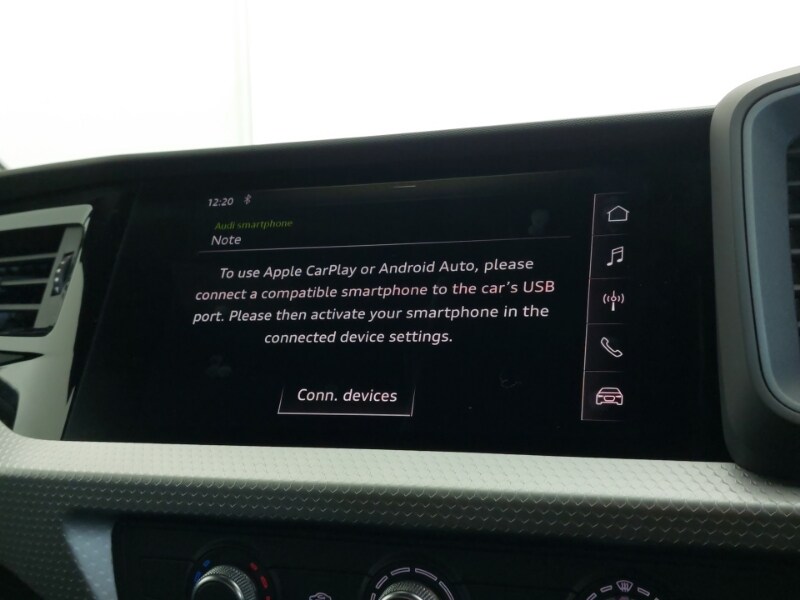 12:20
Audi smartphone
Note
To use Apple CarPlay or Android Auto, please
connect a compatible smartphone to the car's USB
port. Please then activate your smartphone in the
connected device settings.
Conn. devices